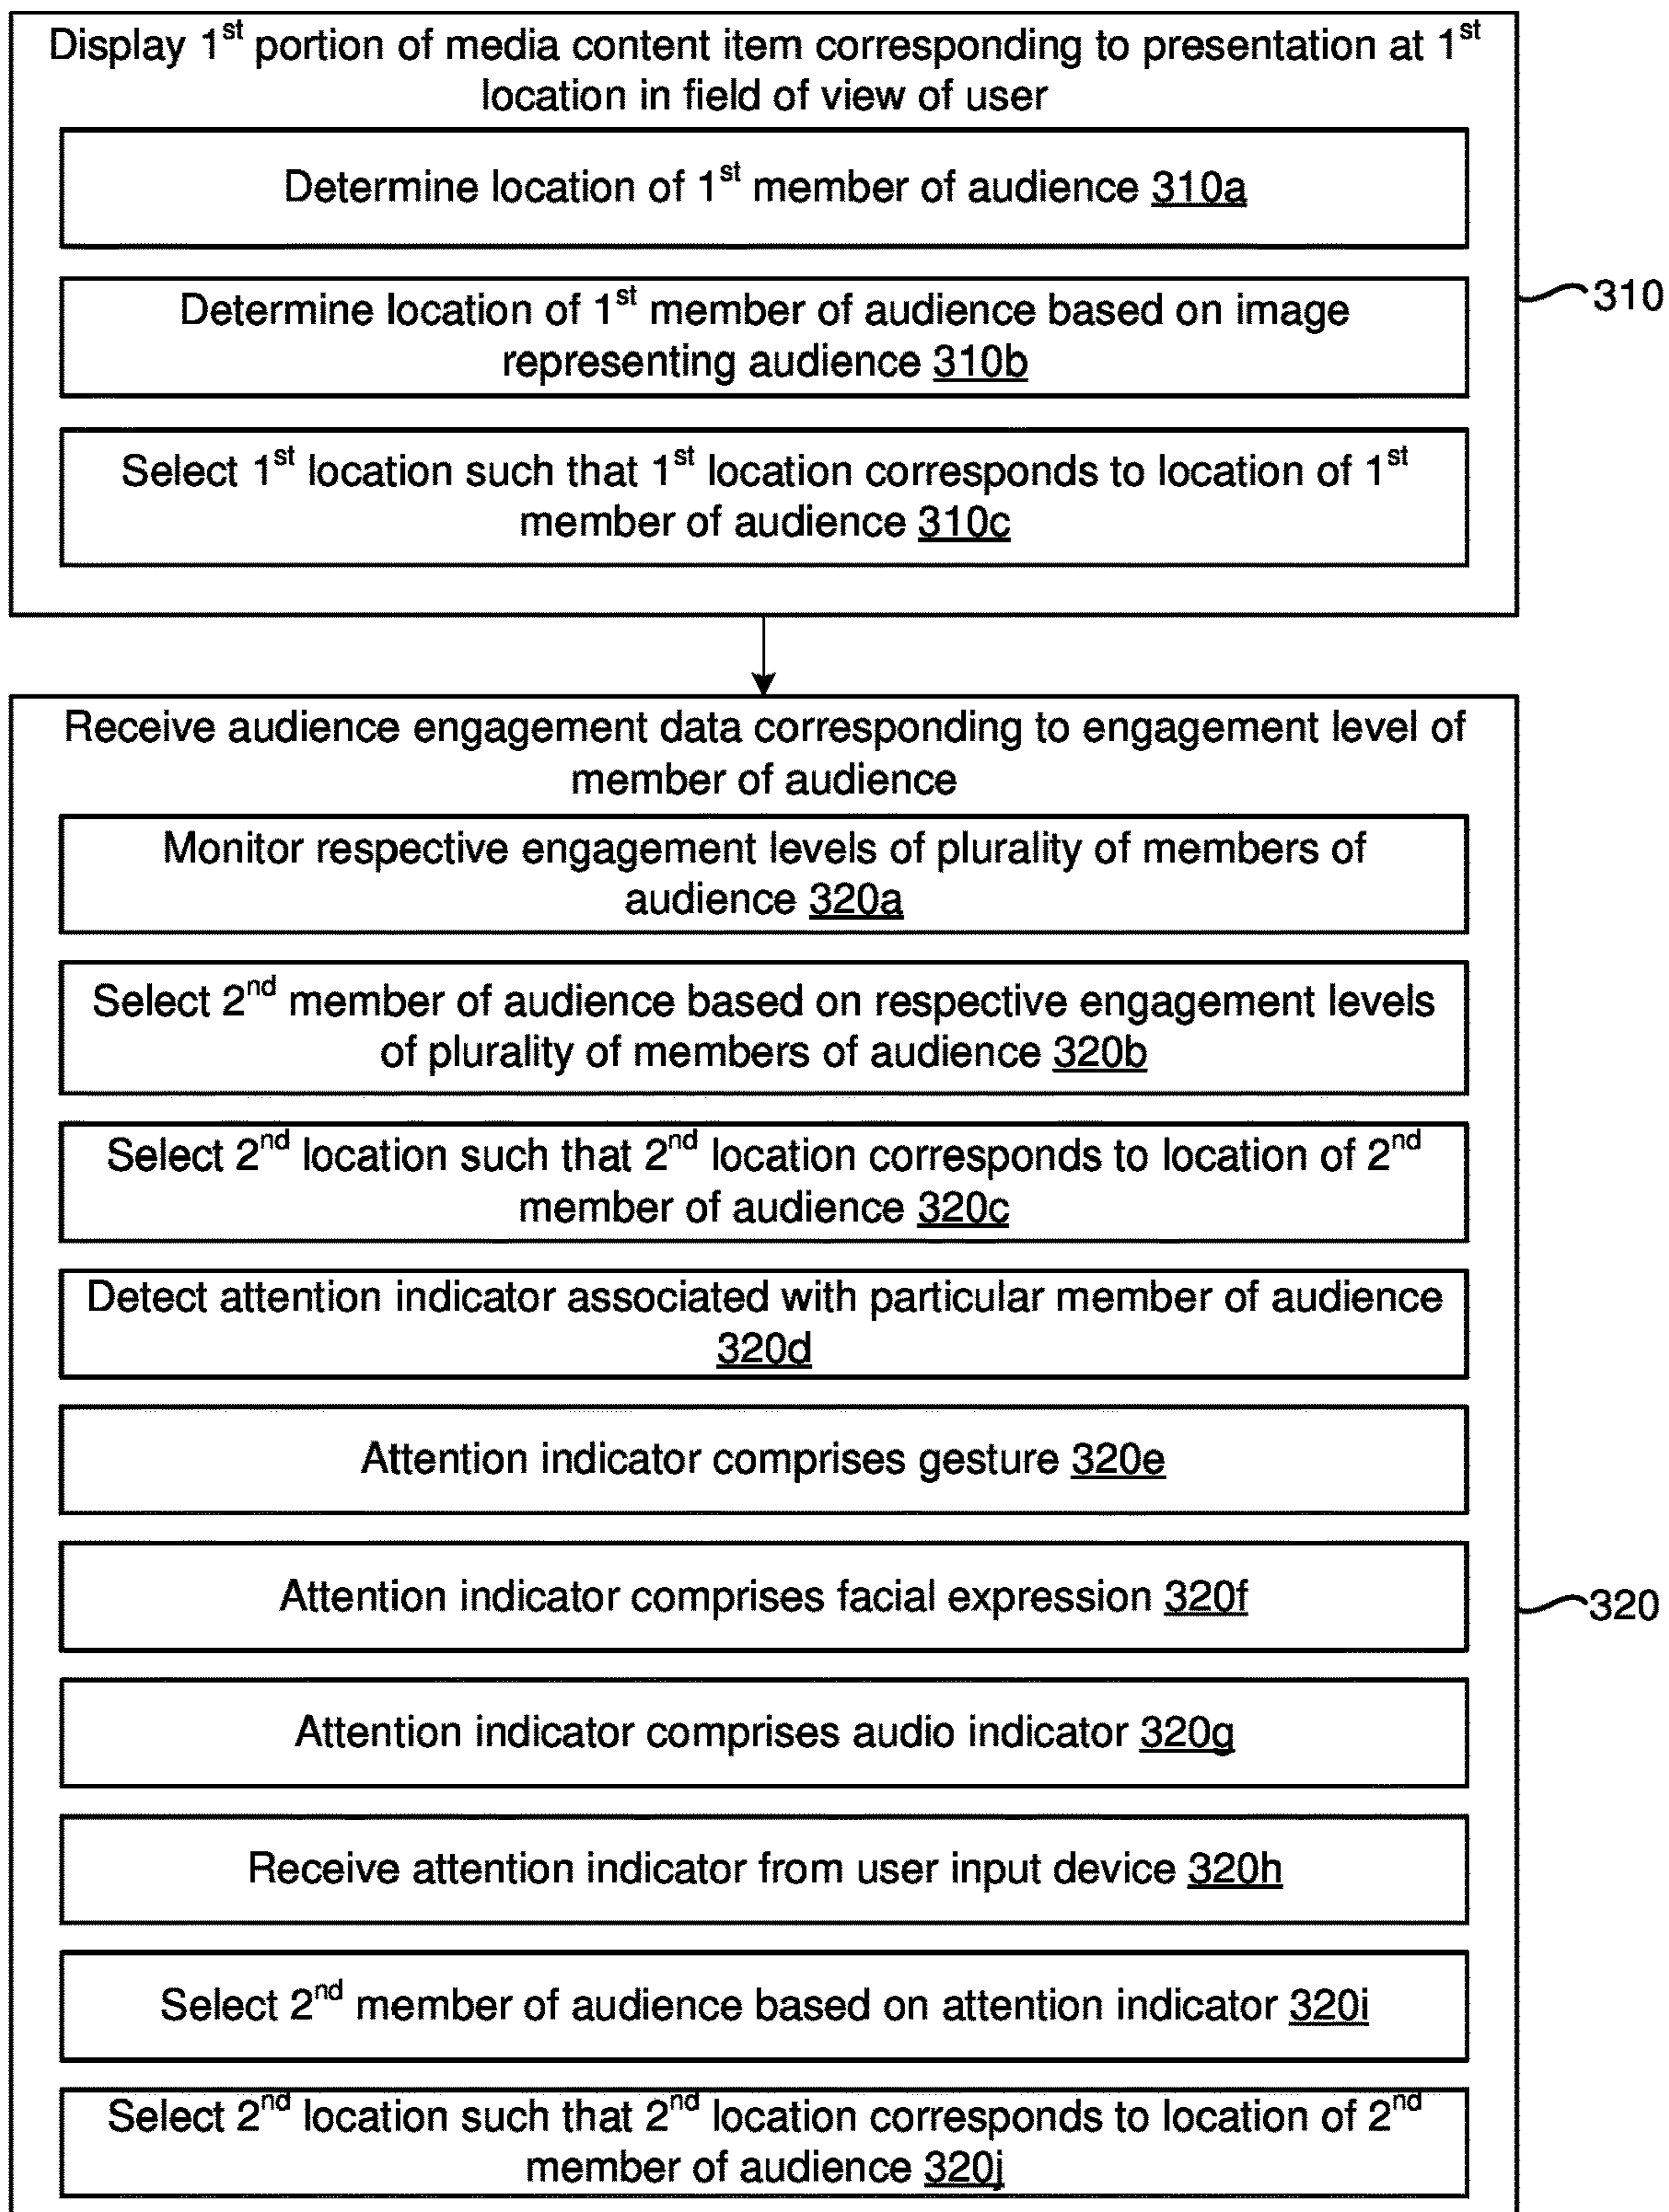 Display 1st portion of media content item corresponding to presentation at 1st
location in field of view of user
Determine location of 1st member of audience 310a
Determine location of 1st member of audience based on image
representing audience 310b
310
Select 1st location such that 1st location corresponds to location of 1st
member of audience 310c
Receive audience engagement data corresponding to engagement level of
member of audience
Monitor respective engagement levels of plurality of members of
audience 320a
Select 2nd member of audience based on respective engagement levels
of plurality of members of audience 320b
Select 2nd location such that 2nd location corresponds to location of 2nd
member of audience 320c
Detect attention indicator associated with particular member of audience
320d
Attention indicator comprises gesture 320e
Attention indicator comprises facial expression 320f
320
Attention indicator comprises audio indicator 320g
Receive attention indicator from user input device 320h
Select 2nd member of audience based on attention indicator 320i
Select 2nd location such that 2nd location corresponds to location of 2nd
member of audience 320j